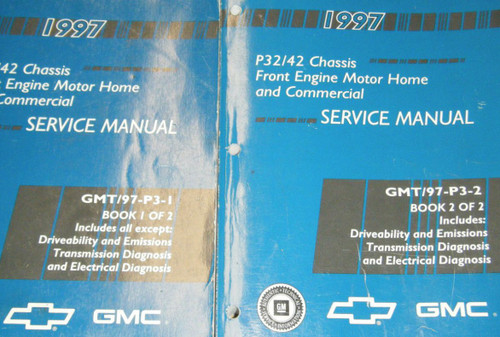 1997
/42 Chassis
Engine Motor Home
Commercial
SERVICE MANUAL
GMT/97-P3-1
BOOK 1 OF 2
Includes all except:
Driveability and Emissions
Transmission Diagnosis
and Electrical Diagnosis
GMC
1997
P32/42 Chassis
Front Engine Motor Home
and Commercial
SERVICE MANUAL
GMT/97-P3-2
BOOK 2 OF 2
Includes:
Driveability and Emissions
Transmission Diagnosis
and Electrical Diagnosis
GM
GMC